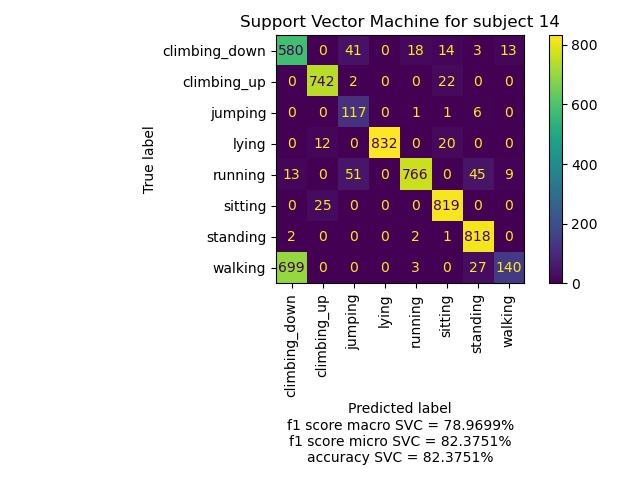 Support Vector Machine for subject 14
True label
climbing_down 580 0 41 0 18 14 3 13
climbing_up 0 742 2 0 0 22 0 0
jumping 0 0 117 0 1 1 6 0
lying 0 12 0 832 0 20 0 0
running 13 0 51 0 766 0 45 9
sitting 0 25 0 0 0 819 0 0
standing 2 0 0 0 2 1 818 0
walking 699 0 0 0 3 0 27 140
climbing_down climbing_up jumping lying running sitting standing walking
800
600
400
200
0
Predicted label
f1 score macro SVC = 78.9699%
f1 score micro SVC = 82.3751%
accuracy SVC = 82.3751%